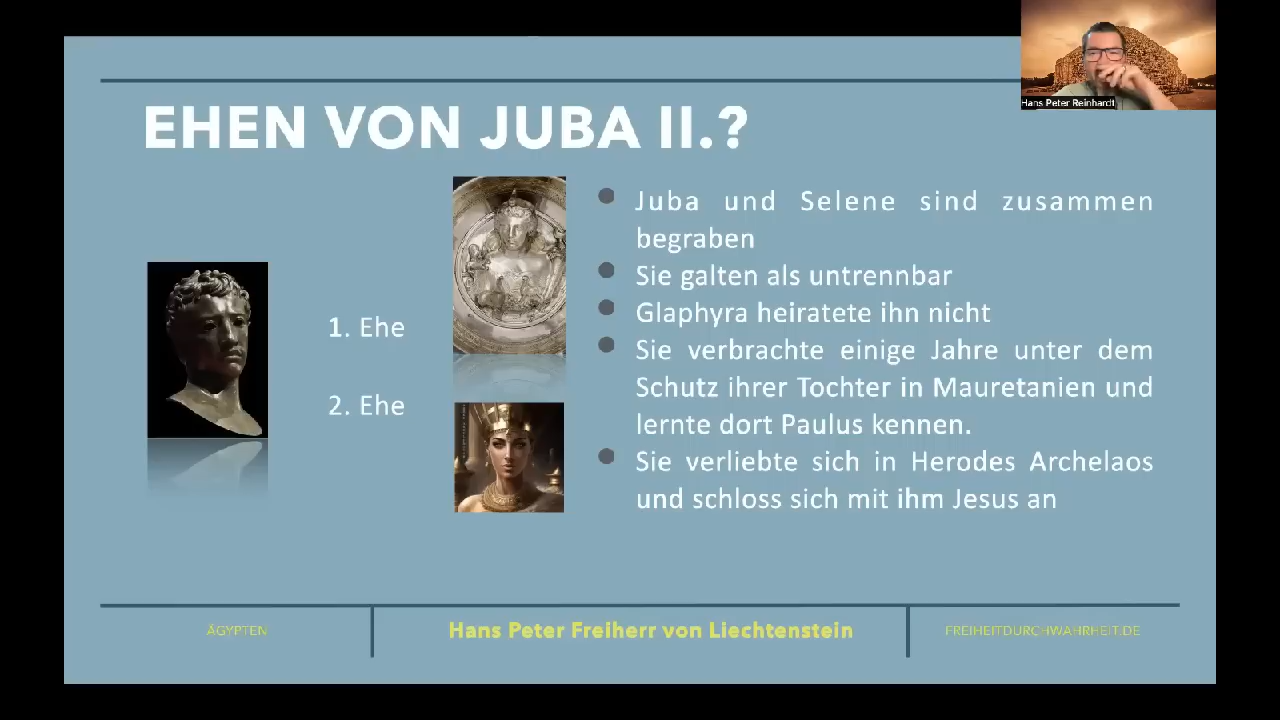 Hans Peter Reinhardt
EHEN VON JUBA II.?
1. Ehe
2. Ehe
Juba und Selene sind zusammen
begraben
Sie galten als untrennbar
Glaphyra heiratete ihn nicht
Sie verbrachte einige Jahre unter dem
Schutz ihrer Tochter in Mauretanien und
lernte dort Paulus kennen.
Sie verliebte sich in Herodes Archelaos
und schloss sich mit ihm Jesus an
ÄGYPTEN
Hans Peter Freiherr von Liechtenstein
FREIHEITDURCHWAHRHEIT.DE